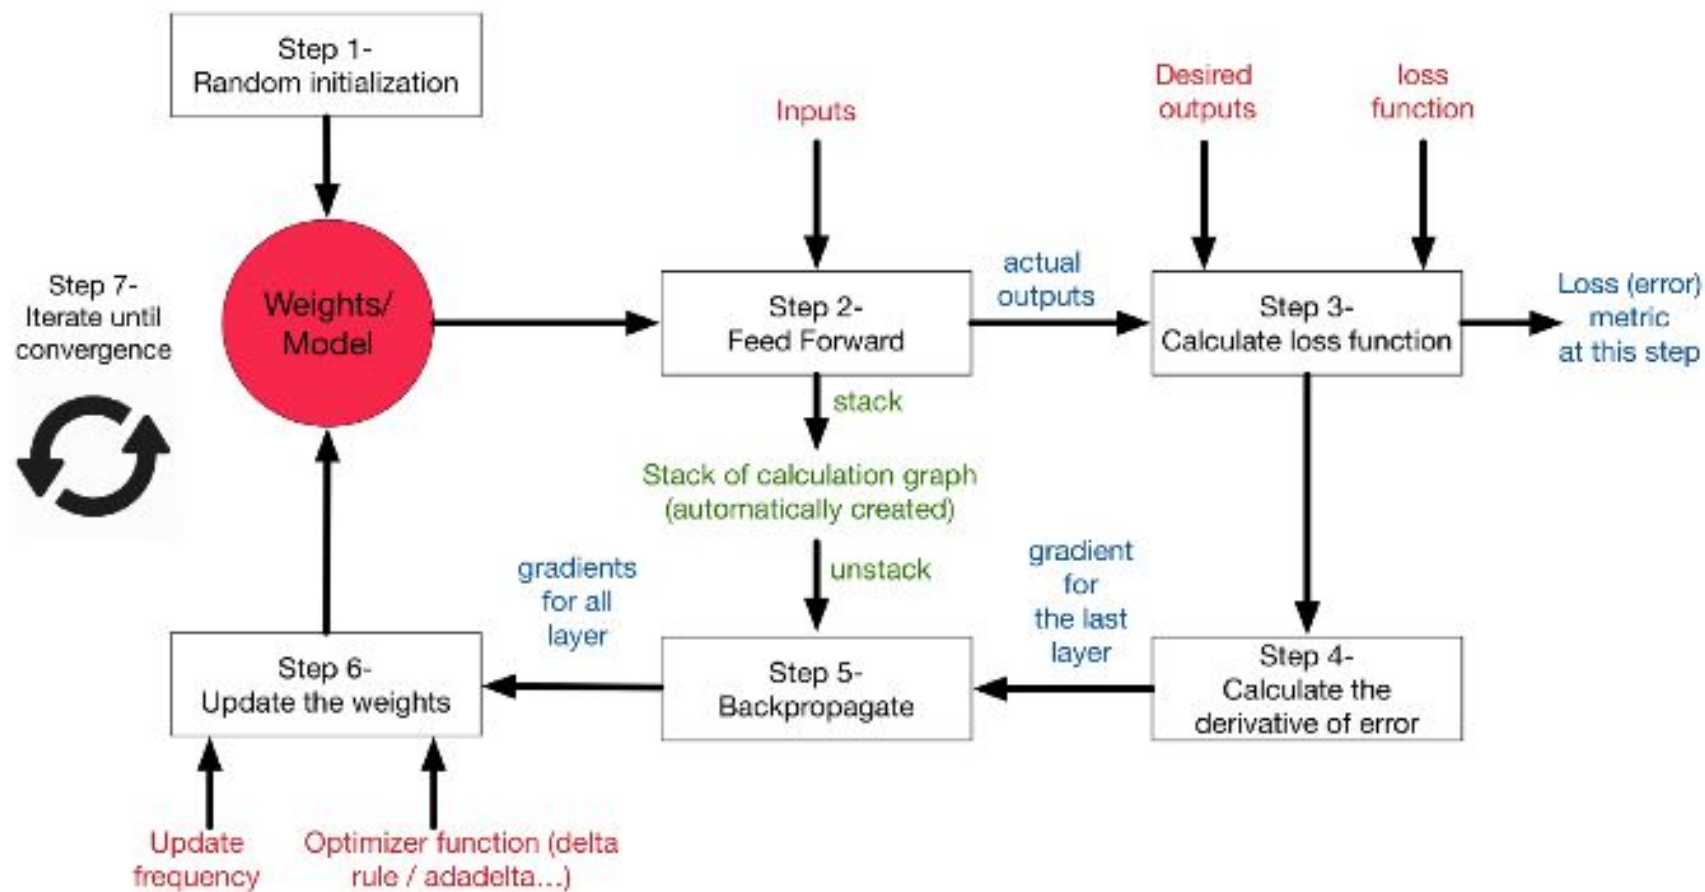 Step 1-
Random initialization
Inputs
Desired
outputs
loss
function
Step 7-
Iterate until
convergence
Weights/
Model
Step 2-
Feed Forward
actual
outputs
Step 3-
Calculate loss function
Loss (error)
metric
at this step
stack
Stack of calculation graph
(automatically created)
unstack
gradients
for all
layer
gradient
for
the last
layer
Step 6-
Update the weights
Step 5-
Backpropagate
Step 4-
Calculate the
derivative of error
Update
frequency
Optimizer function (delta
rule / adadelta...)